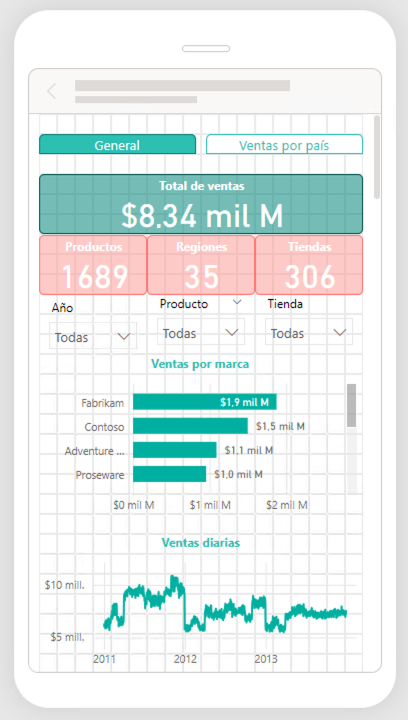 General
Ventas por país
Total de ventas
$8,34 mil M
Productos
1689
Regiones
35
Tiendas
306
Año
Producto
Tienda
Todas
Todas
Todas
Ventas por marca
Fabrikam
$1,9 mil M
Contoso
$1,5 mil M
Adventure ...
$1,1 mil M
Proseware
$1,0 mil M
$0 mil M
$1 mil M
$2 mil M
Ventas diarias
$10 mill.
$5 mill.
2011
2012
2013